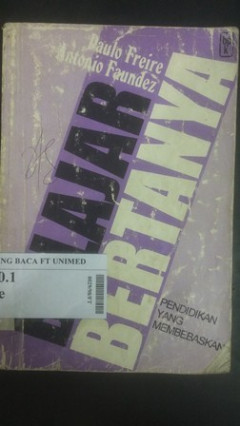 Paulo Freire
Antonio Faundez
BELAJAR
BERTANYA
PENDIDIKAN
YANG
MEMBEBASKAN
NG BACA FT UNIMED
0.1
e